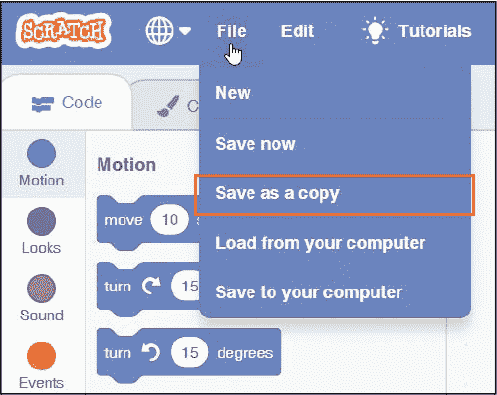 SCRATCH File Edit Tutorials
Code C
New
Save now
Save as a copy
Load from your computer
Save to your computer
Motion
Looks
Sound
Events
Motion
move 10 s
turn 15
turn 15 degrees